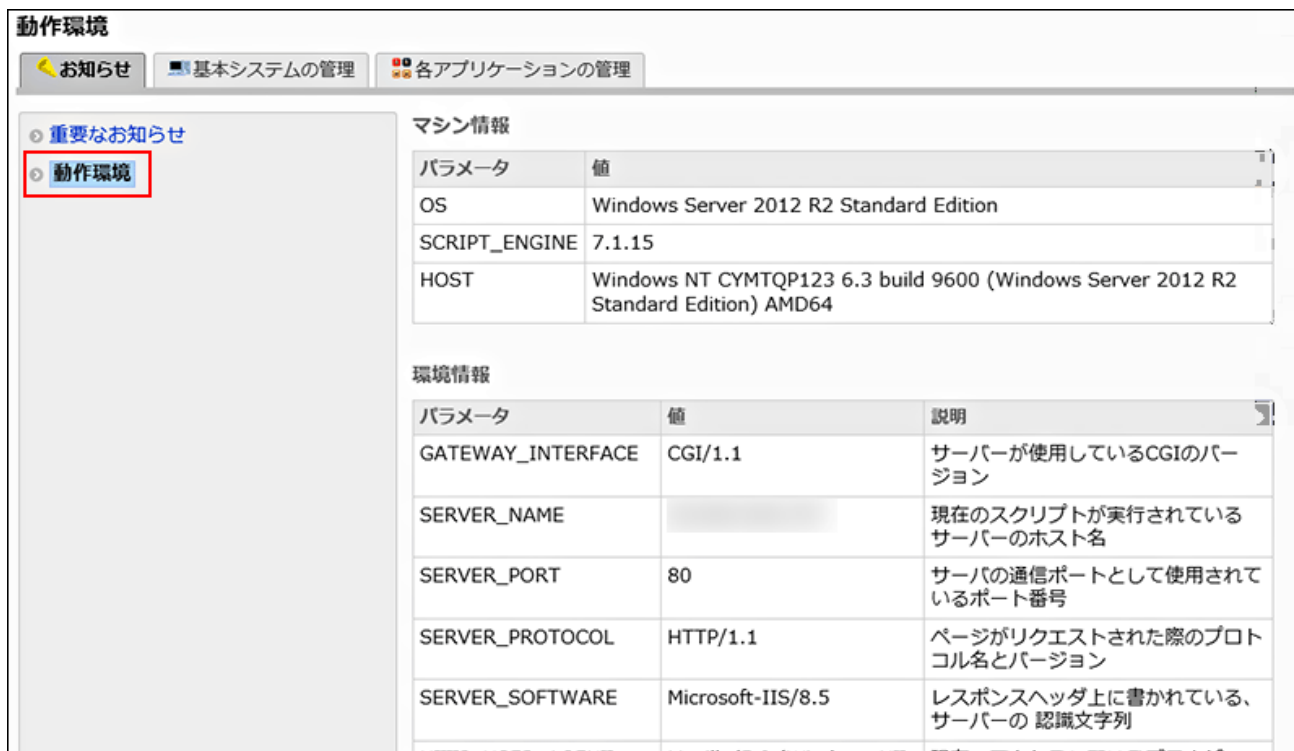 動作環境
お知らせ 基本システムの管理 各アプリケーションの管理
重要なお知らせ
動作環境
マシン情報
パラメータ 値
OS Windows Server 2012 R2 Standard Edition
SCRIPT_ENGINE 7.1.15
HOST Windows NT CYMTQP123 6.3 build 9600 (Windows Server 2012 R2
Standard Edition) AMD64
環境情報
パラメータ 値 説明
GATEWAY_INTERFACE CGI/1.1 サーバーが使用しているCGIのバー
ジョン
SERVER_NAME 現在のスクリプトが実行されている
サーバーのホスト名
SERVER_PORT 80 サーバの通信ポートとして使用されて
いるポート番号
SERVER_PROTOCOL HTTP/1.1 ページがリクエストされた際のプロト
コル名とバージョン
SERVER_SOFTWARE Microsoft-IIS/8.5 レスポンスヘッダ上に書かれている、
サーバーの 認識文字列